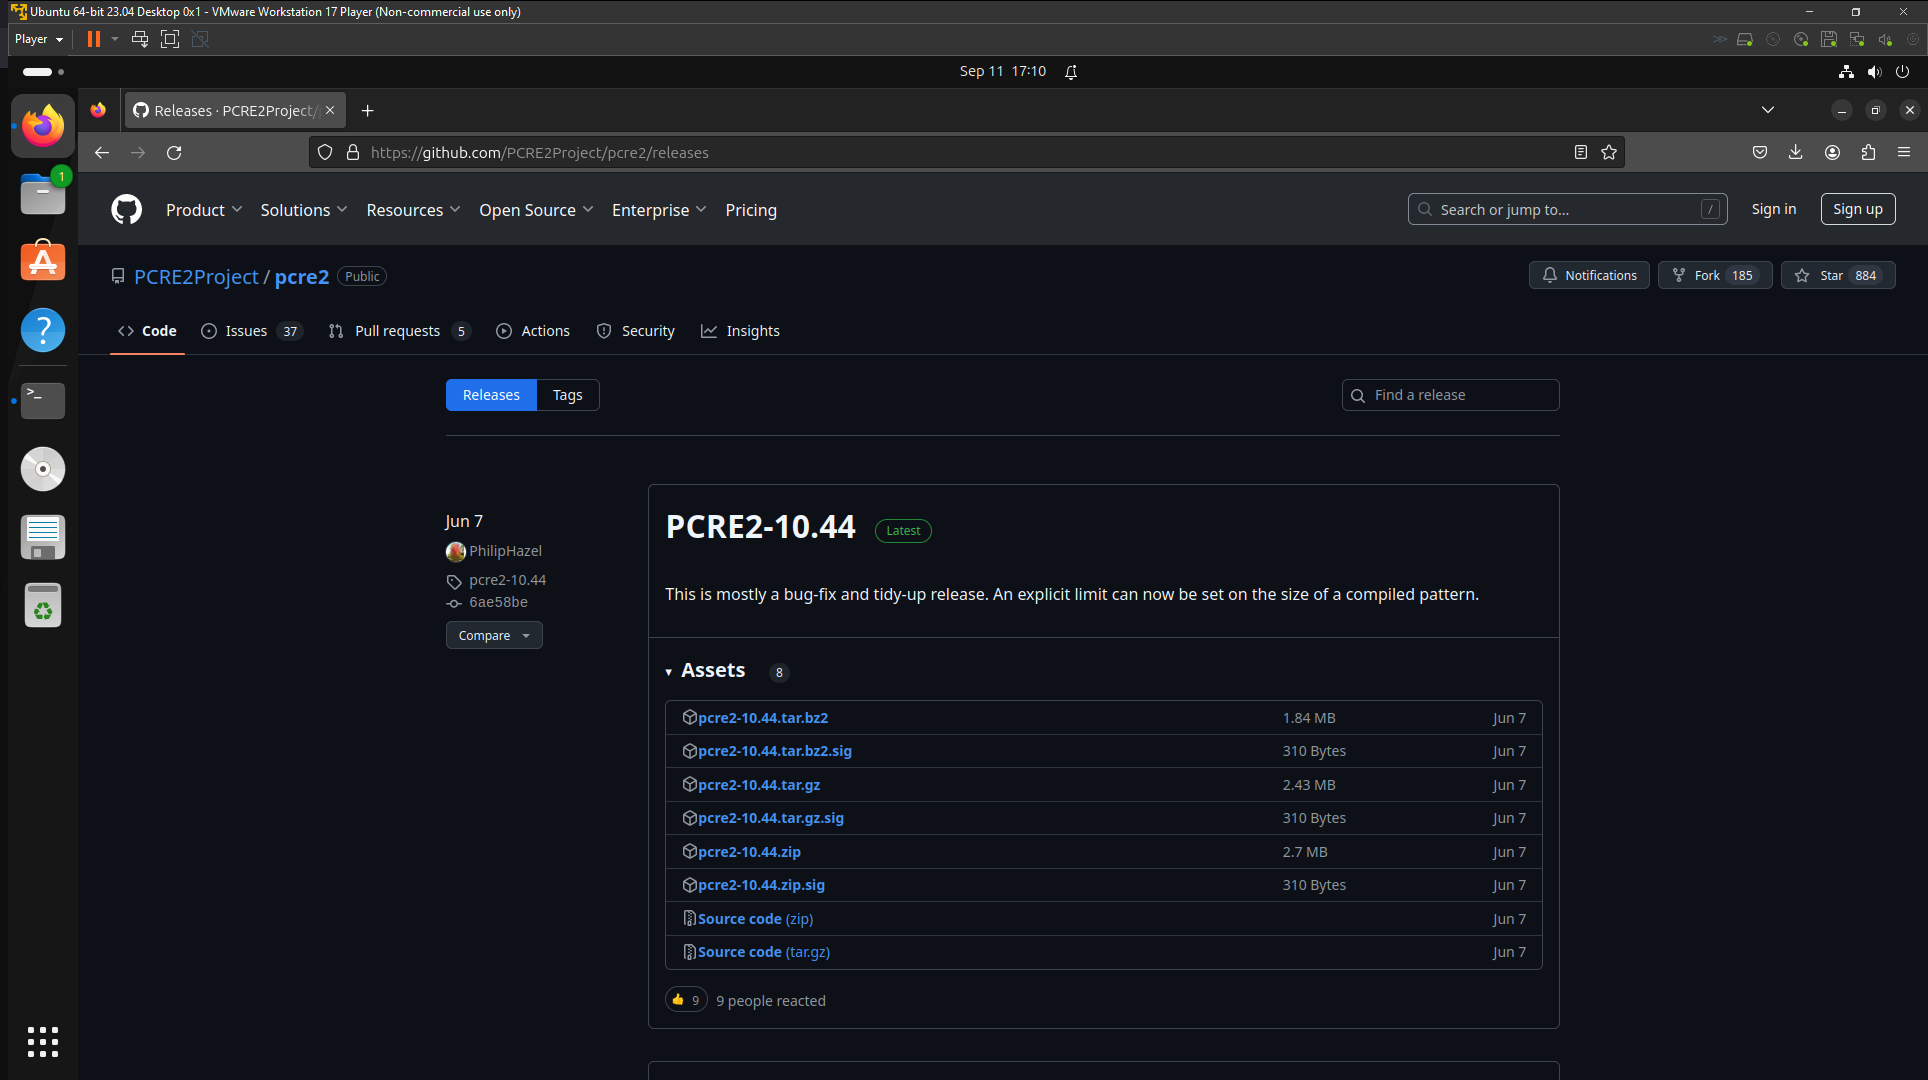 Ubuntu 64-bit 23.04 Desktop 0x1 - VMware Workstation 17 Player (Non-commercial use only)
Player
Sep 11 17:10
Releases · PCRE2Project/
https://github.com/PCRE2Project/pcre2/releases
1
Product Solutions Resources Open Source Enterprise Pricing Search or jump to... / Sign in Sign up
PCRE2Project / pcre2 Public Notifications Fork 185 Star 884
Code Issues 37 Pull requests 5 Actions Security Insights
Releases Tags Find a release
Jun 7
PhilipHazel
pcre2-10.44
6ae58be
Compare
PCRE2-10.44 Latest
This is mostly a bug-fix and tidy-up release. An explicit limit can now be set on the size of a compiled pattern.
Assets 8
pcre2-10.44.tar.bz2 1.84 MB Jun 7
pcre2-10.44.tar.bz2.sig 310 Bytes Jun 7
pcre2-10.44.tar.gz 2.43 MB Jun 7
pcre2-10.44.tar.gz.sig 310 Bytes Jun 7
pcre2-10.44.zip 2.7 MB Jun 7
pcre2-10.44.zip.sig 310 Bytes Jun 7
Source code (zip) Jun 7
Source code (tar.gz) Jun 7
👍 9 9 people reacted